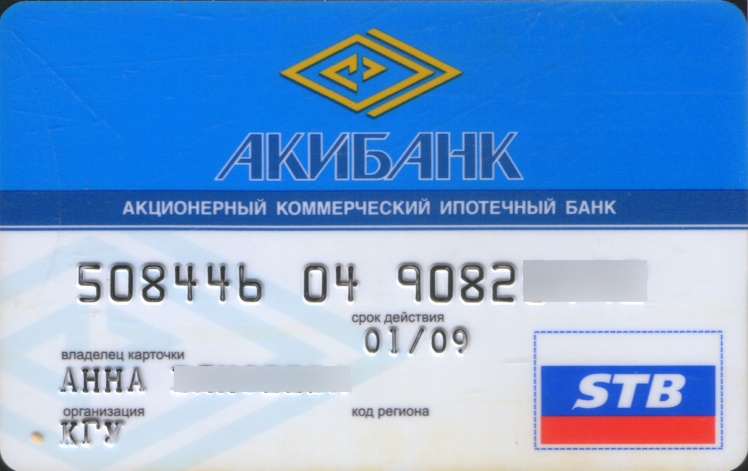 АКИБАНК
АКЦИОНЕРНЫЙ КОММЕРЧЕСКИЙ ИПОТЕЧНЫЙ БАНК
508446 04 9082
срок действия
01/09
владелец карточки
АННА
организация
код региона
КГУ
STB